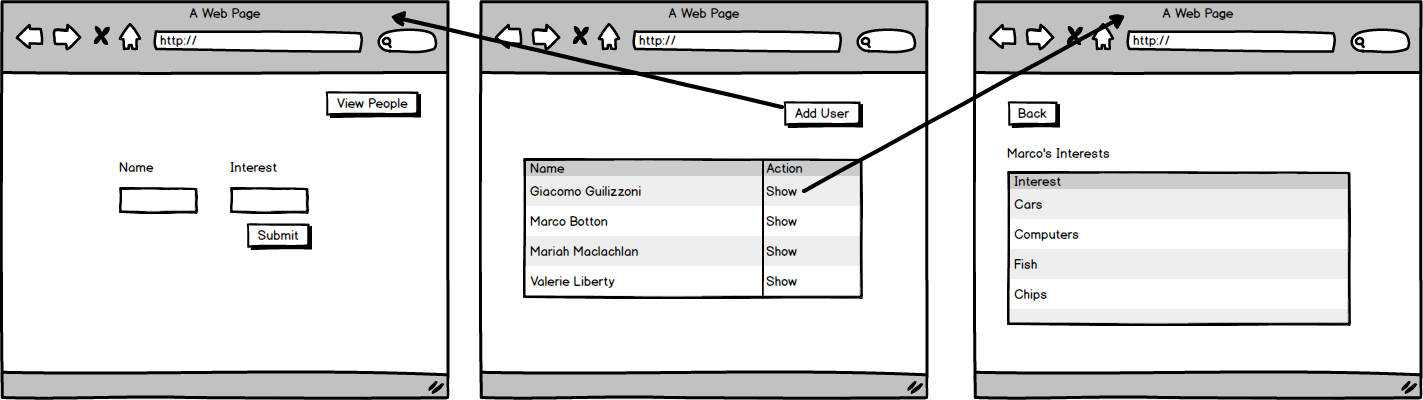 A Web Page
http://
View People
Name Interest
Submit
A Web Page
http://
Add User
Name Action
Giacomo Guilizzoni Show
Marco Botton Show
Mariah Maclachlan Show
Valerie Liberty Show
A Web Page
http://
Back
Marco's Interests
Interest
Cars
Computers
Fish
Chips